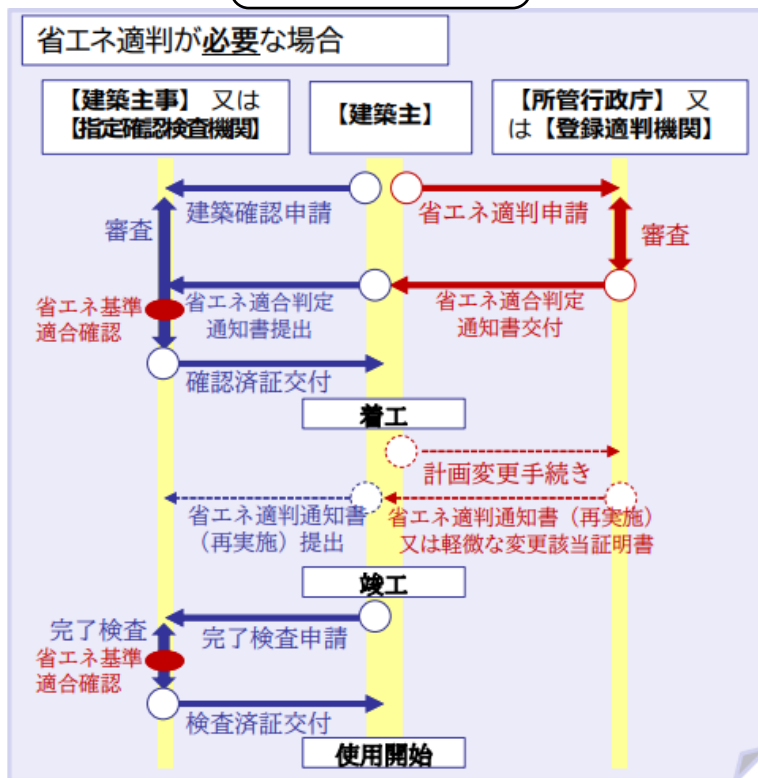 省エネ適判が必要な場合
【建築主事】 又は
【指定確認検査機関】
【建築主】
【所管行政庁】 又
は【登録適判機関】
建築確認申請
省エネ適判申請
審査
審査
省エネ基準
適合確認
省エネ適合判定
通知書提出
省エネ適合判定
通知書交付
確認済証交付
着工
計画変更手続き
省エネ適判通知書
（再実施）提出
省エネ適判通知書（再実施）
又は軽微な変更該当証明書
竣工
完了検査
完了検査申請
省エネ基準
適合確認
検査済証交付
使用開始